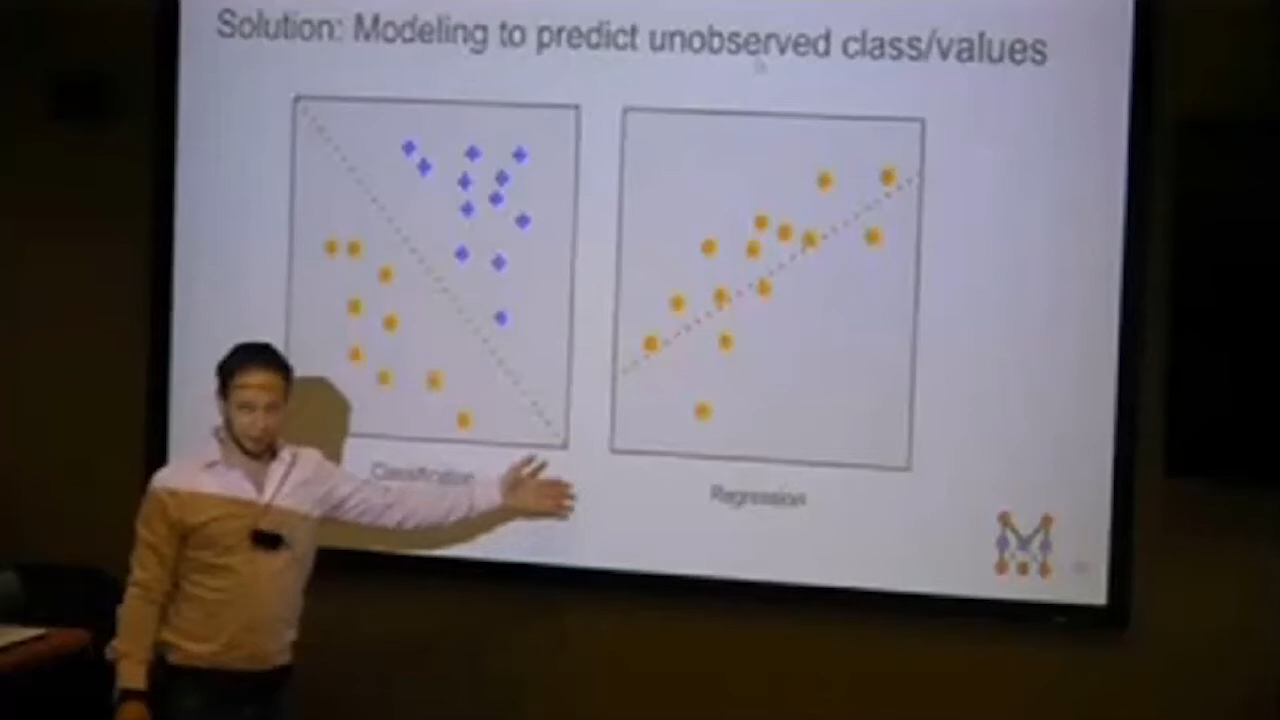 Solution: Modeling to predict unobserved class/values
Classification
Regression